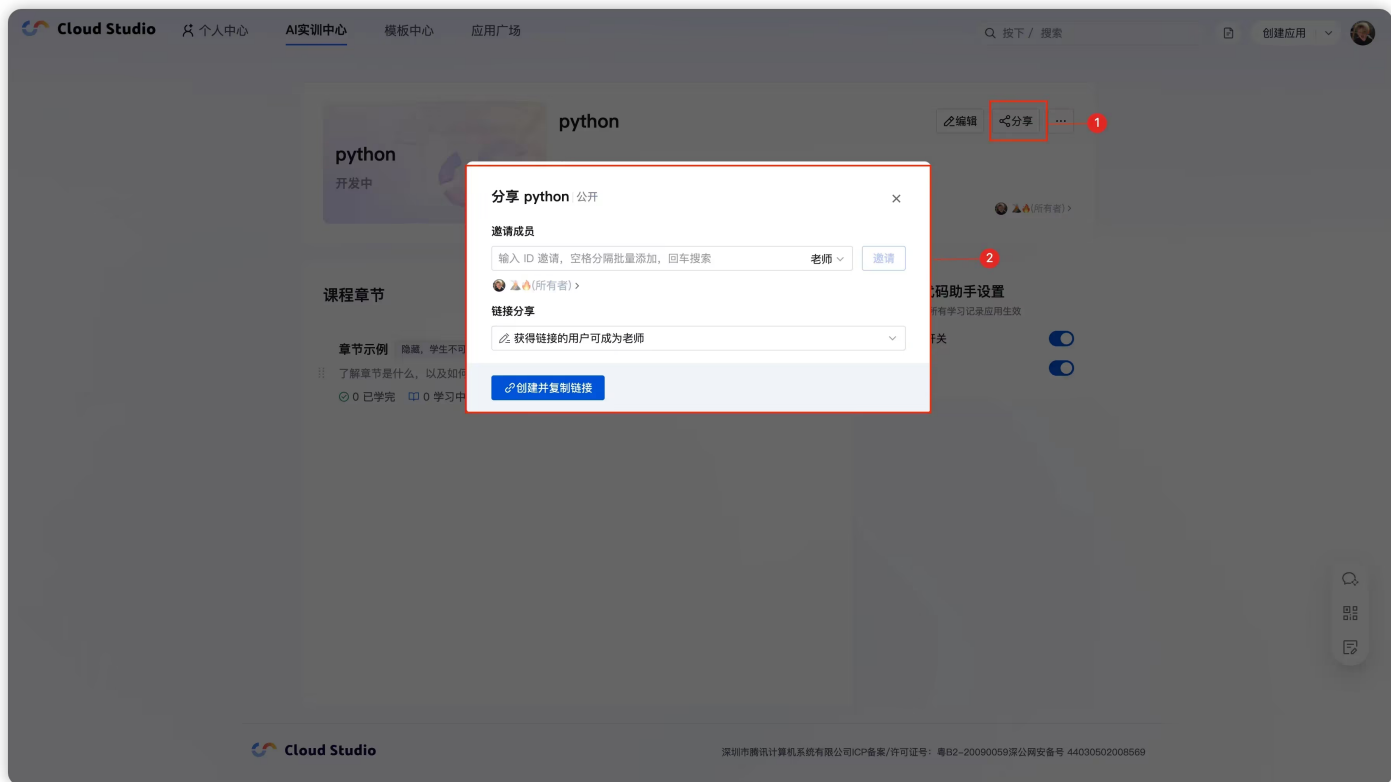 Cloud Studio 个人中心 AI实训中心 模板中心 应用广场 按下 / 搜索 创建应用
python 编辑 分享 ... 1
python
开发中
(所有者)
分享 python 公开
邀请成员
输入 ID 邀请，空格分隔批量添加，回车搜索 老师 邀请 2
(所有者)
链接分享
获得链接的用户可成为老师
创建并复制链接
课程章节
章节示例 隐藏，学生不可
了解章节是什么，以及如何
0 已学完 0 学习中
码助手设置
所有学习记录应用生效
开关
Cloud Studio 深圳市腾讯计算机系统有限公司ICP备案/许可证号：粤B2-20090059深公网安备号 44030502008569